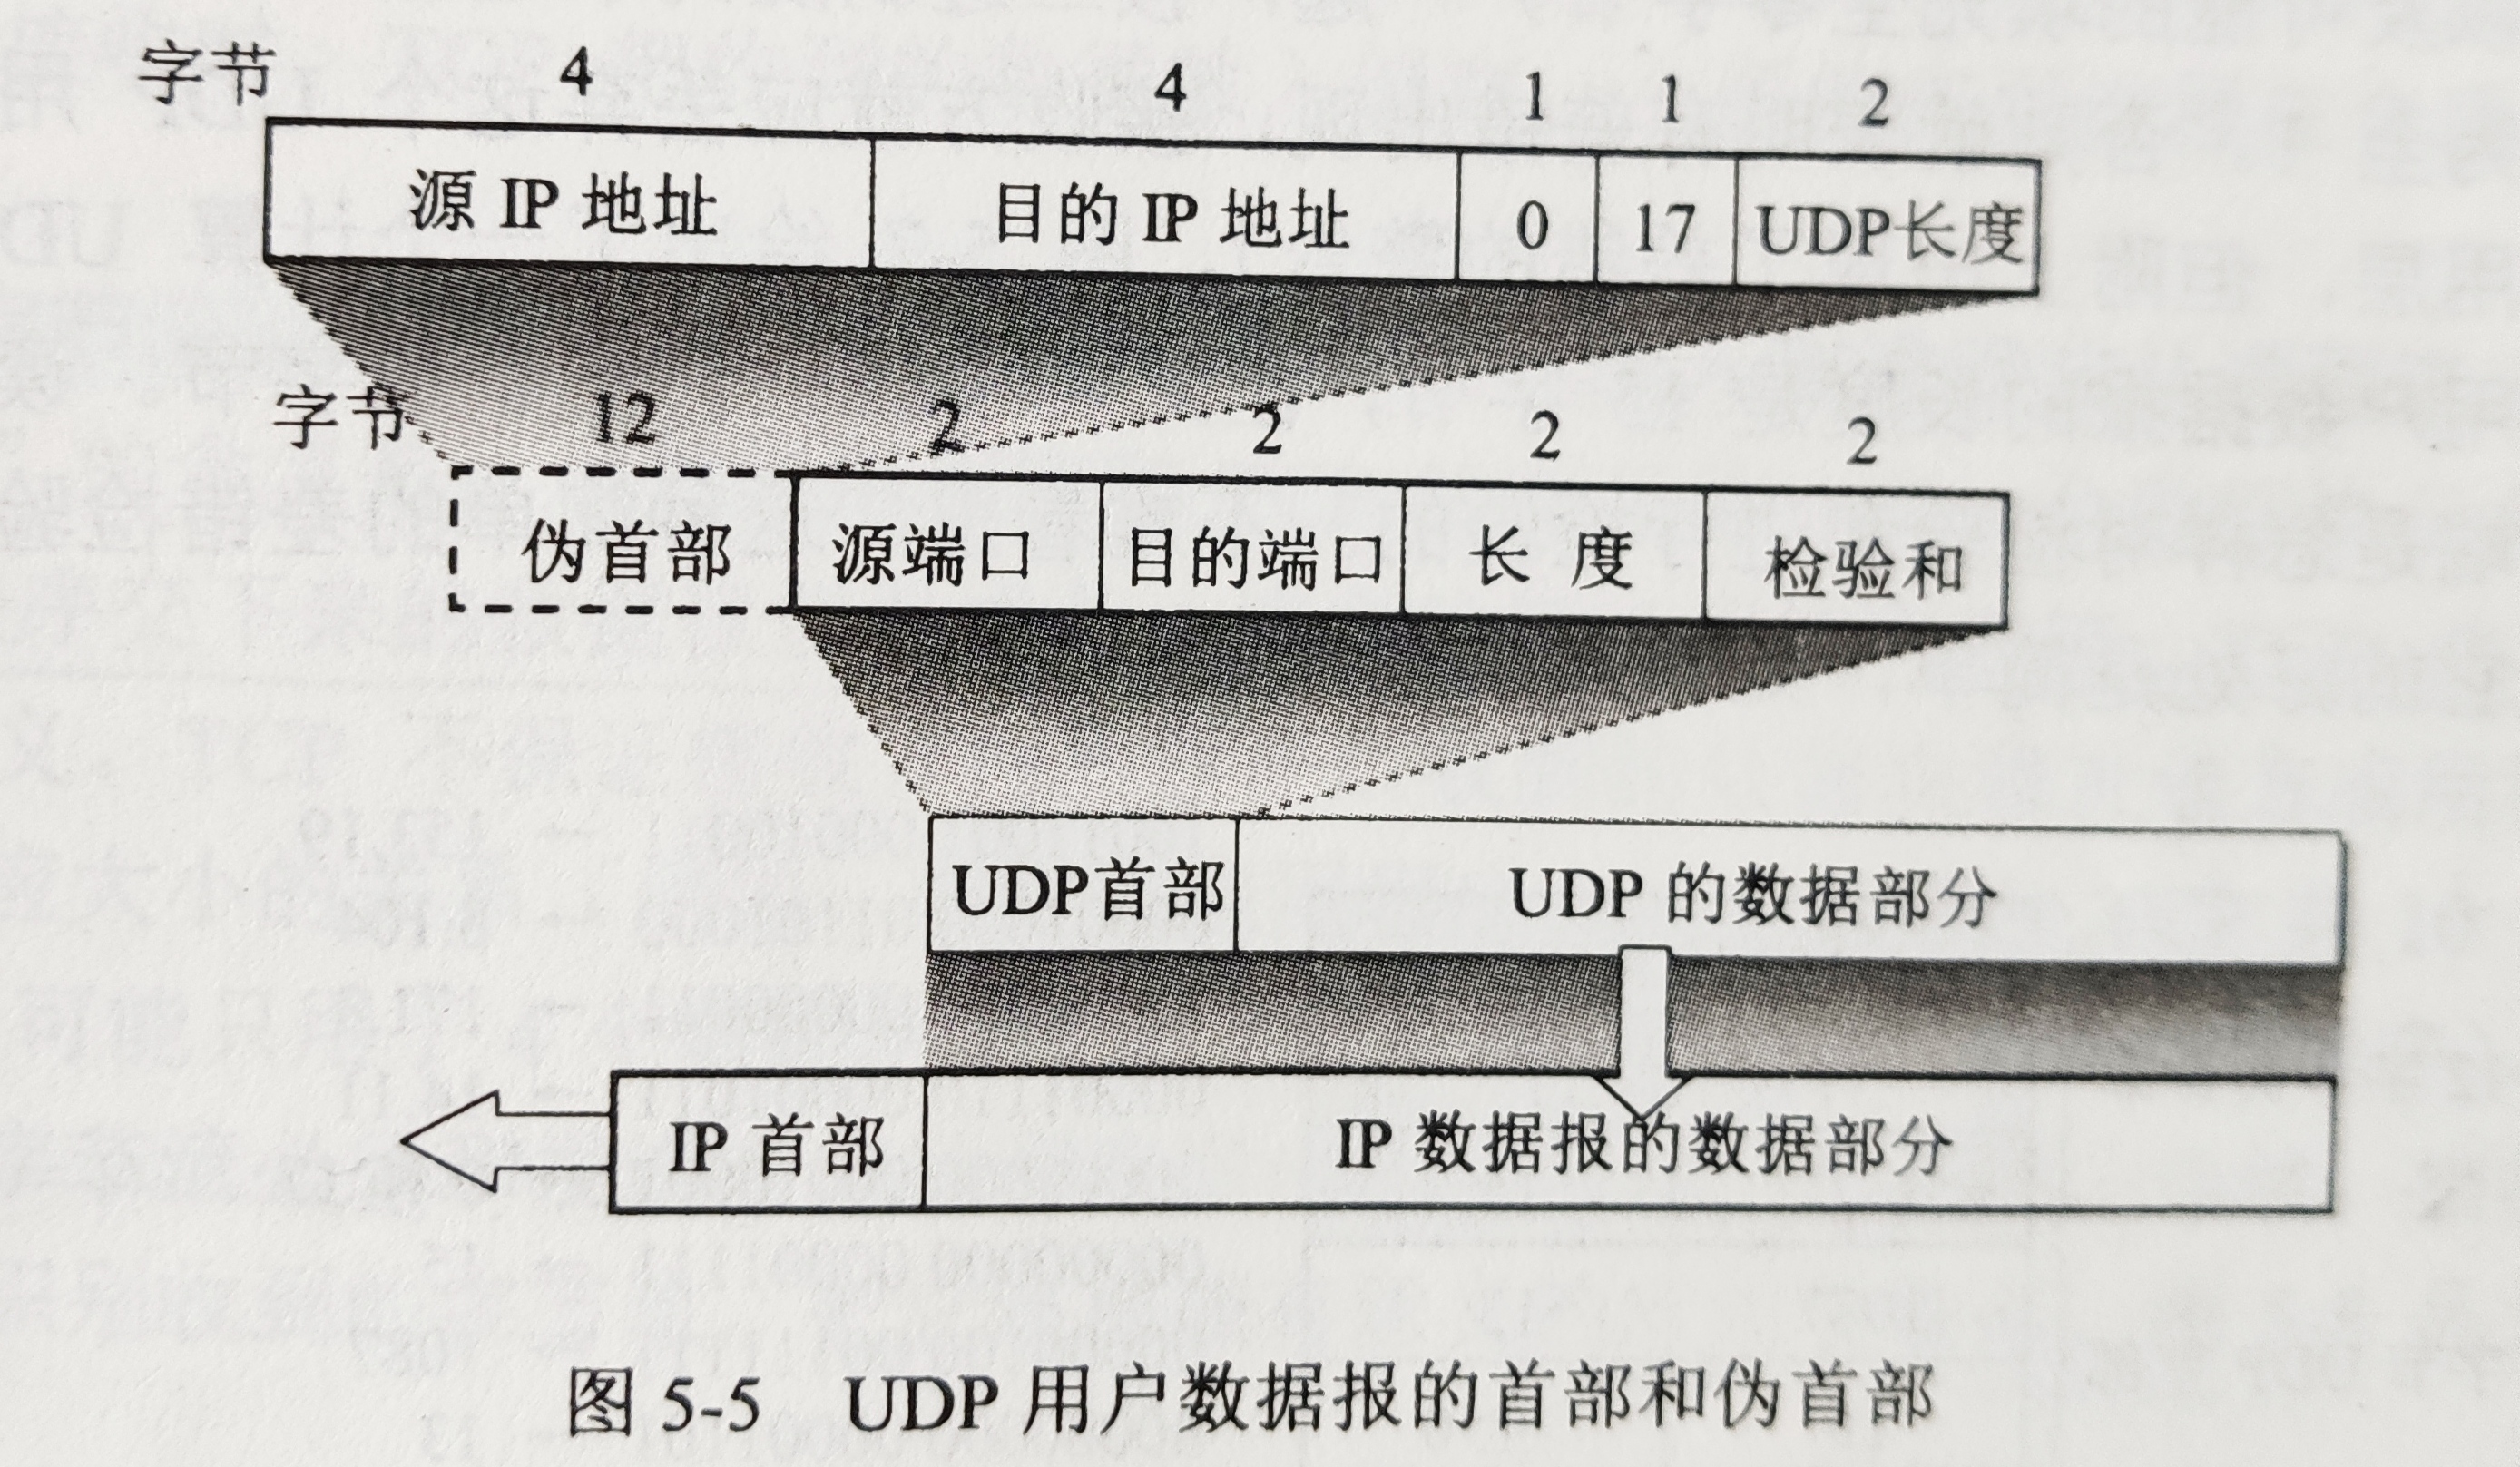 字节 4 4 1 1 2
源 IP 地址 目的 IP 地址 0 17 UDP长度
字节 12 2 2 2 2
伪首部 源端口 目的端口 长 度 检验和
UDP首部 UDP 的数据部分
IP 首部 IP 数据报的数据部分
图 5-5 UDP 用户数据报的首部和伪首部